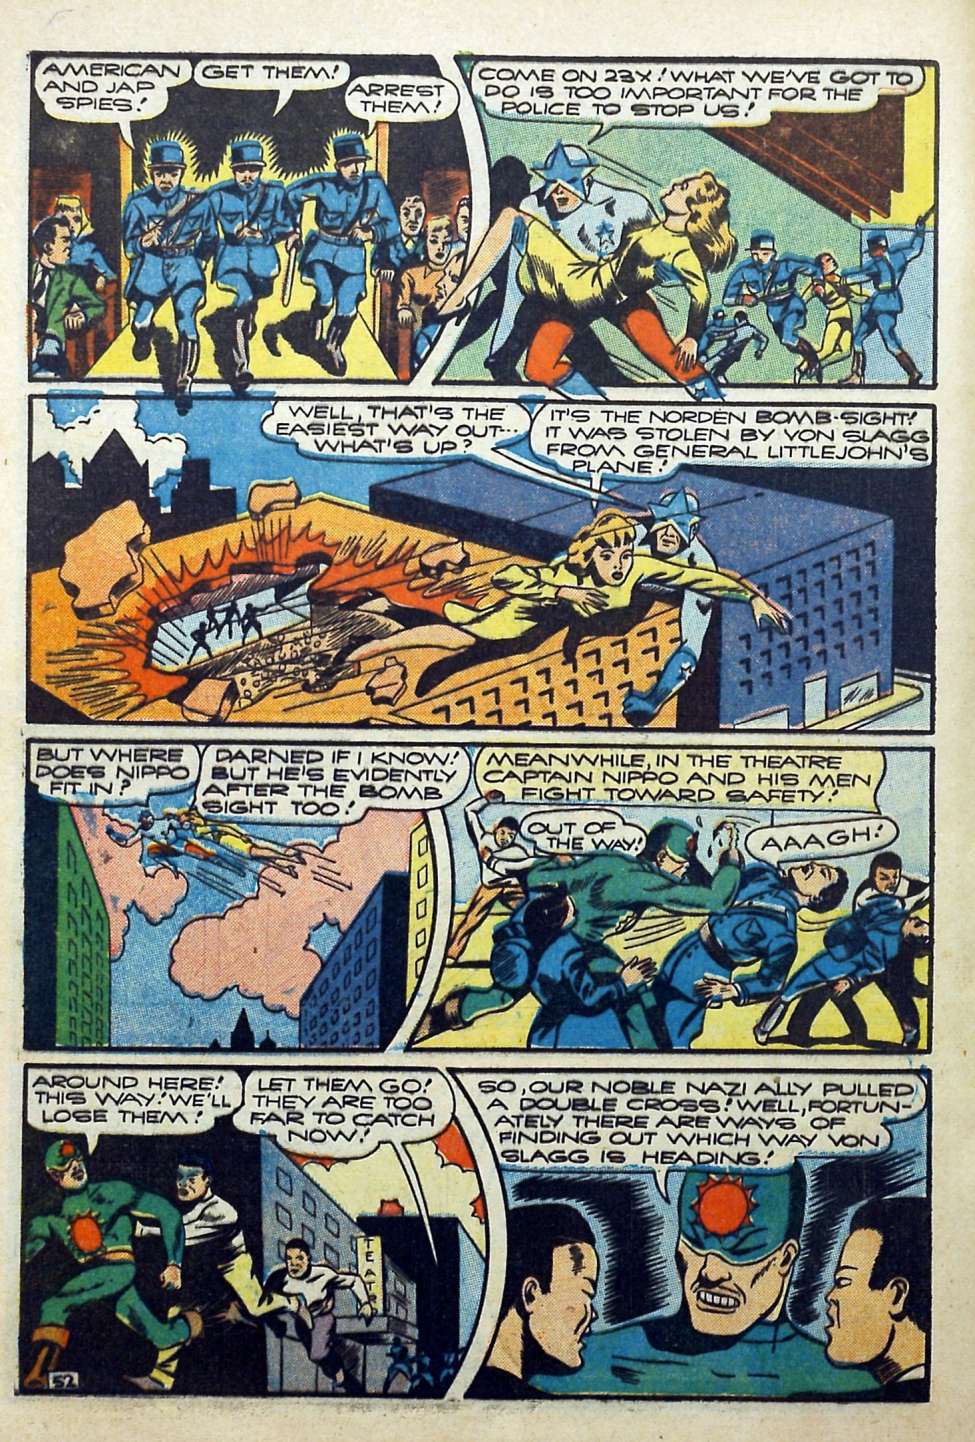 AMERICAN
AND JAP
SPIES!
GET THEM!
ARREST
THEM!
COME ON 23X! WHAT WE'VE GOT TO
DO IS TOO IMPORTANT FOR THE
POLICE TO STOP US!
WELL, THAT'S THE
EASIEST WAY OUT--
WHAT'S UP?
IT'S THE NORDEN BOMB-SIGHT!
IT WAS STOLEN BY VON SLAGG
FROM GENERAL LITTLEJOHN'S
PLANE!
BUT WHERE
DOES NIPPO
FIT IN?
DARNED IF I KNOW!
BUT HE'S EVIDENTLY
AFTER THE BOMB
SIGHT TOO!
MEANWHILE, IN THE THEATRE
CAPTAIN NIPPO AND HIS MEN
FIGHT TOWARD SAFETY!
OUT OF
THE WAY!
AAAGH!
AROUND HERE!
THIS WAY! WE'LL
LOSE THEM!
LET THEM GO!
THEY ARE TOO
FAR TO CATCH
NOW!
TEAT
52
SO, OUR NOBLE NAZI ALLY PULLED
A DOUBLE CROSS! WELL, FORTUN-
ATELY THERE ARE WAYS OF
FINDING OUT WHICH WAY VON
SLAGG IS HEADING!